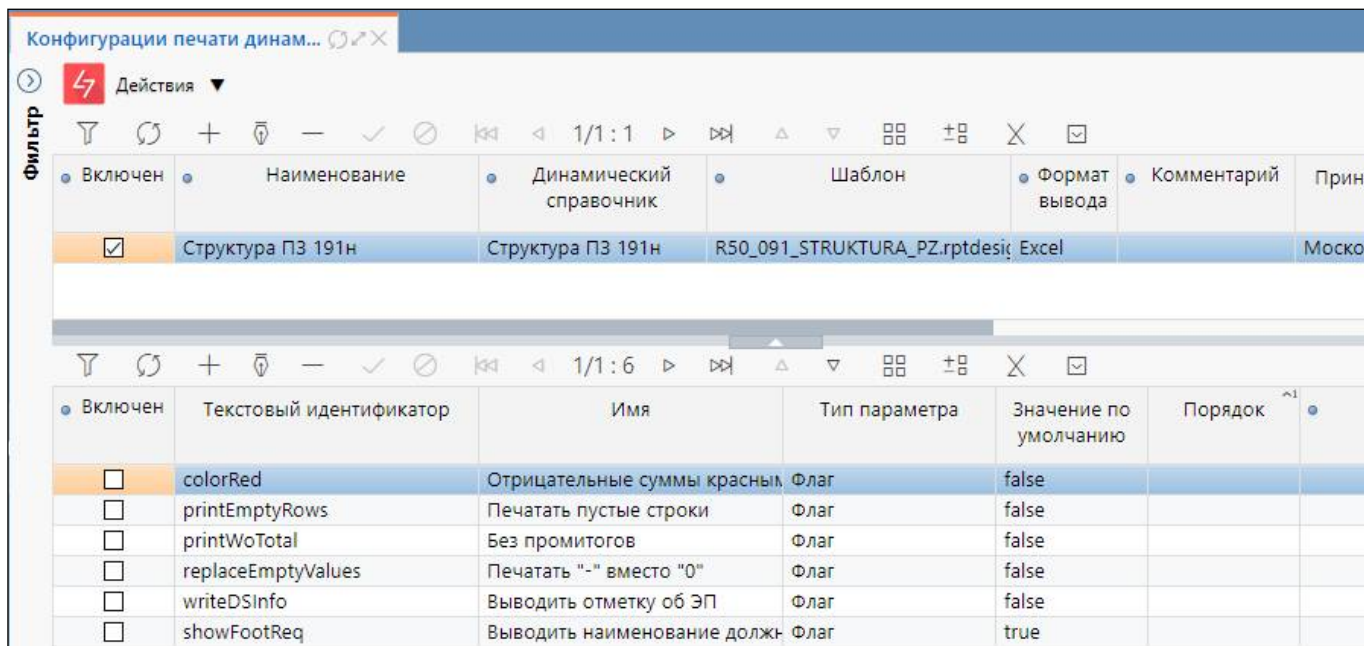 Конфигурации печати динам...
Фильтр
Действия ▼
1/1 : 1
Включен Наименование Динамический справочник Шаблон Формат вывода Комментарий Прин
Структура ПЗ 191н Структура ПЗ 191н R50_091_STRUKTURA_PZ.rptdesig Excel Моско
1/1 : 6
Включен Текстовый идентификатор Имя Тип параметра Значение по умолчанию Порядок 1
colorRed Отрицательные суммы красным Флаг false
printEmptyRows Печатать пустые строки Флаг false
printWoTotal Без промитогов Флаг false
replaceEmptyValues Печатать "-" вместо "0" Флаг false
writeDSInfo Выводить отметку об ЭП Флаг false
showFootReq Выводить наименование должн Флаг true